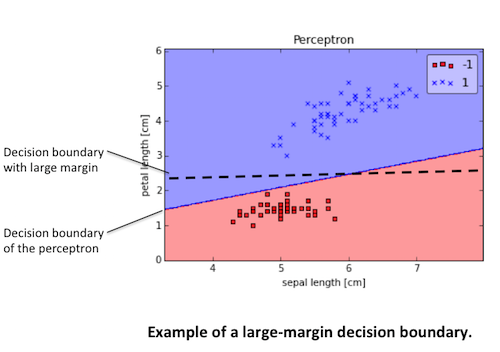 Perceptron
6
5
4
3
2
1
0
petal length [cm]
-1
1
Decision boundary
with large margin
Decision boundary
of the perceptron
4
5
6
7
sepal length [cm]
Example of a large-margin decision boundary.